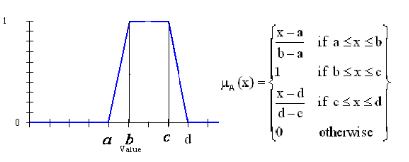 1
0
a b c d
Value
μA (x) =
x-a
b-a
if a ≤ x ≤ b
1 if b ≤ x ≤ c
x-d
d-c
if c ≤ x ≤ d
0 otherwise